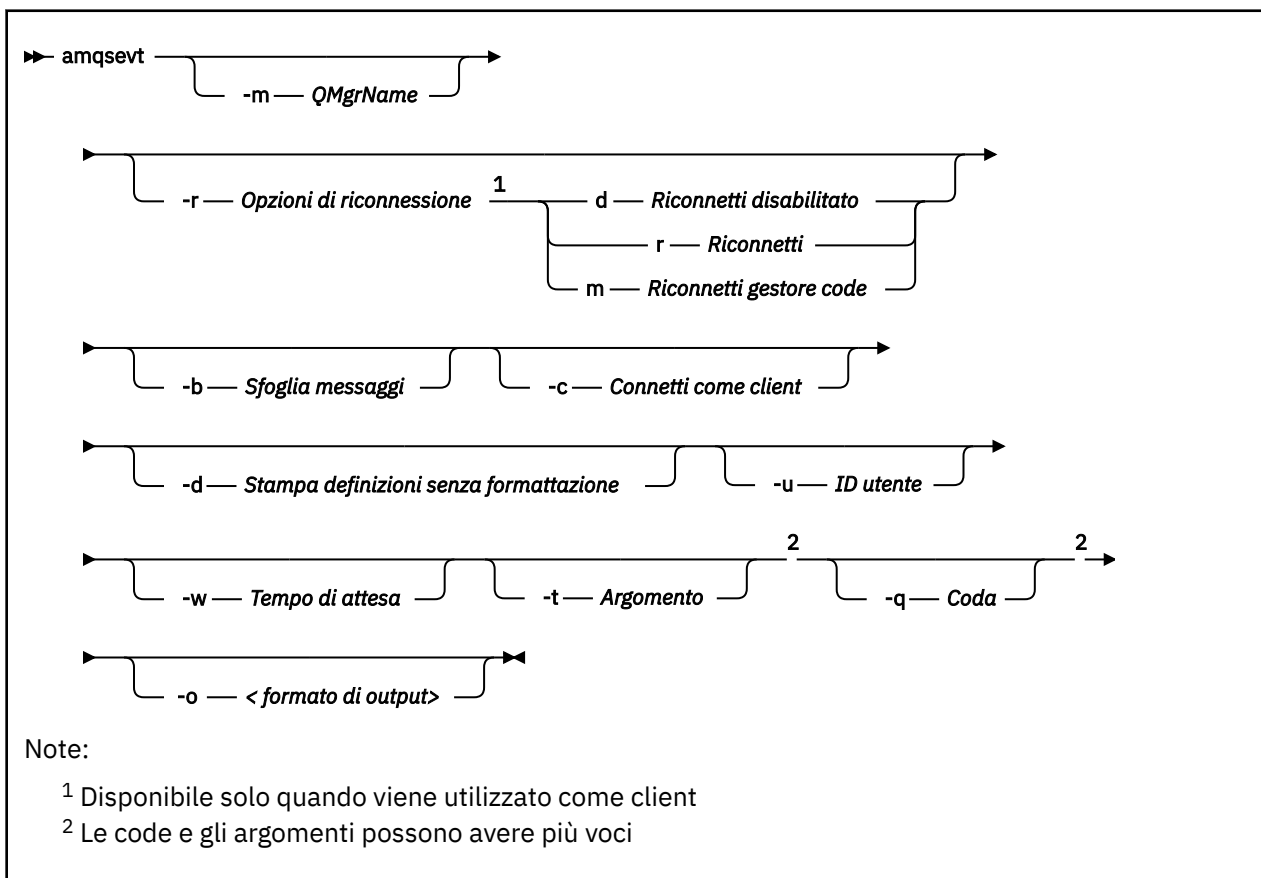 amqsevt
-m QMgrName
-r Opzioni di riconnessione 1 d Riconnetti disabilitato
r Riconnetti
m Riconnetti gestore code
-b Sfoglia messaggi -c Connetti come client
-d Stampa definizioni senza formattazione -u ID utente
2 2
-w Tempo di attesa -t Argomento -q Coda
-o < formato di output>
Note:
1 Disponibile solo quando viene utilizzato come client
2 Le code e gli argomenti possono avere più voci